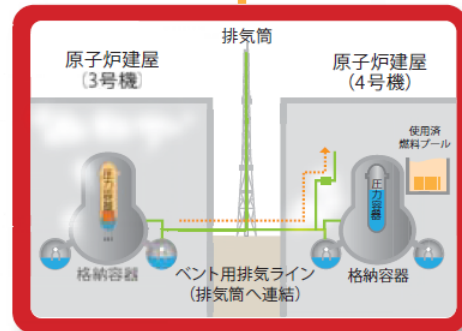 排気筒
原子炉建屋
(3号機)
原子炉建屋
(4号機)
使用済
燃料プール
圧力容器
圧力容器
格納容器
ベント用排気ライン
(排気筒へ連結)
格納容器